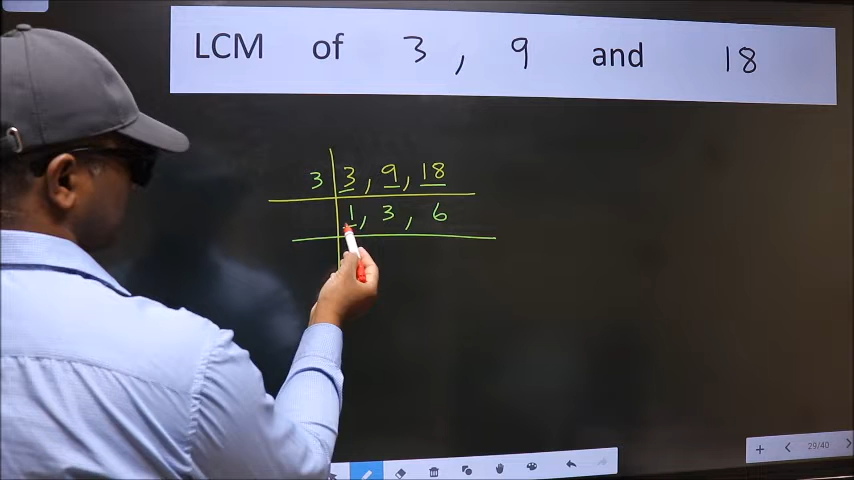 LCM of 3 , 9 and 18
3 3 , 9 , 18
1 , 3 , 6
29/40